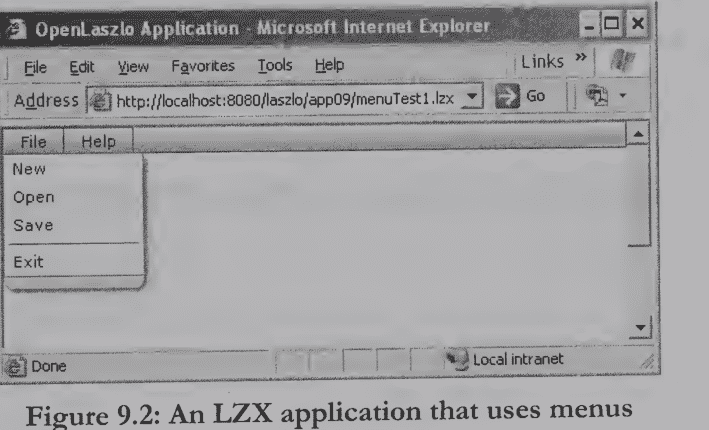 OpenLaszlo Application - Microsoft Internet Explorer
File Edit View Favorites Tools Help Links »
Address http://localhost:8080/laszlo/app09/menuTest1.lzx Go
File Help
New
Open
Save
Exit
Done Local intranet
Figure 9.2: An LZX application that uses menus